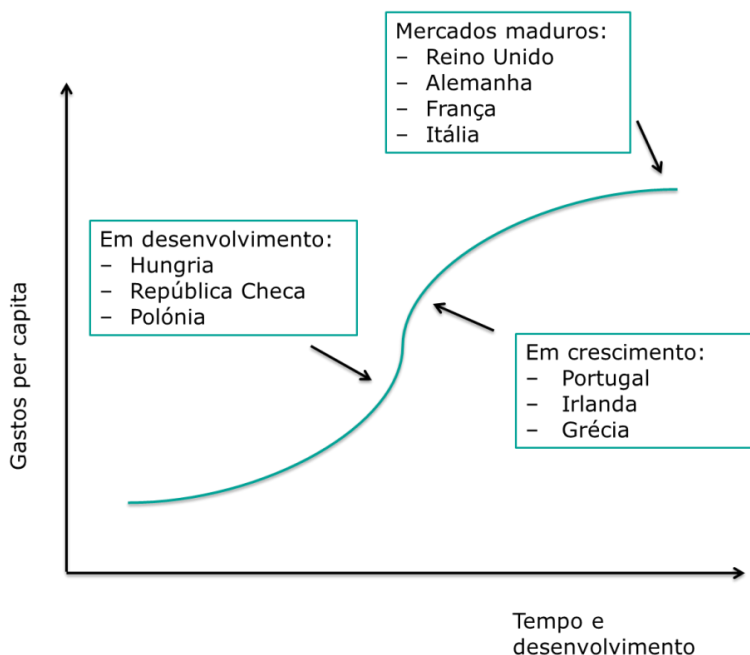 Mercados maduros:
– Reino Unido
– Alemanha
– França
– Itália
Em desenvolvimento:
– Hungria
– República Checa
– Polónia
Em crescimento:
– Portugal
– Irlanda
– Grécia
Gastos per capita
Tempo e
desenvolvimento